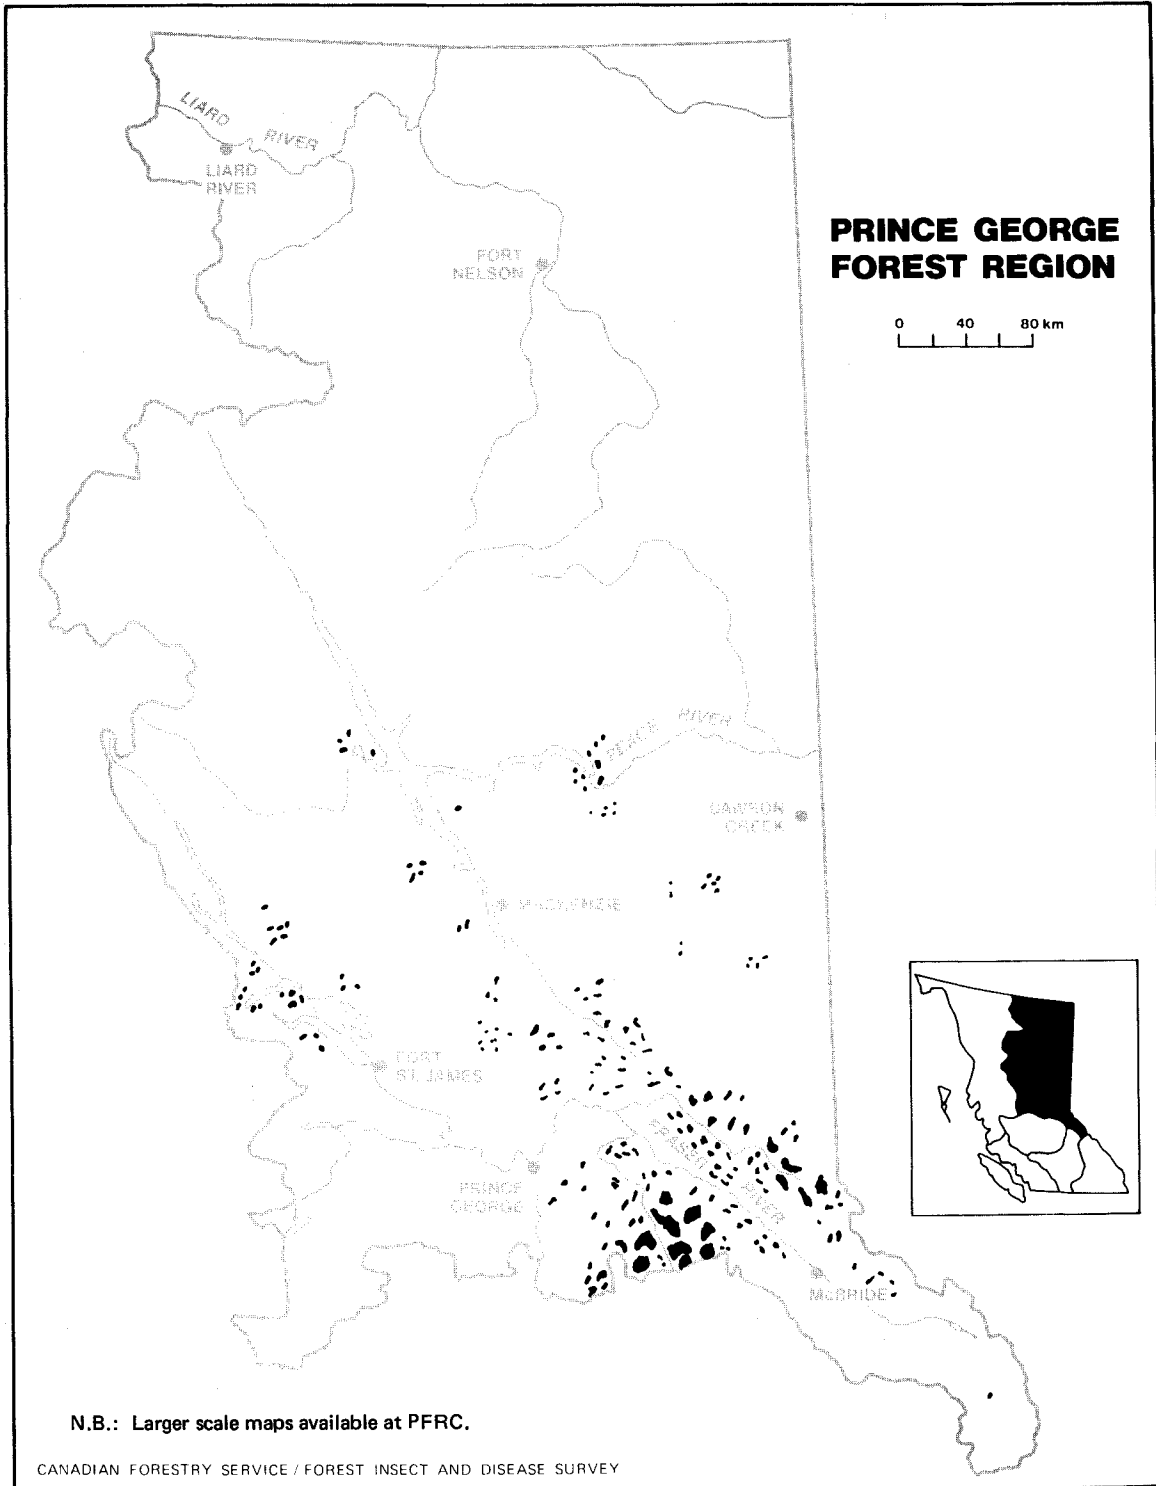 LIARD
RIVER
LIARD
RIVER
FORT
NELSON
PRINCE GEORGE
FOREST REGION
0 40 80 km
PEACE RIVER
DAWSON
CREEK
MACKENZIE
FORT
ST. JAMES
FRASER
RIVER
PRINCE
GEORGE
McBRIDE
N.B.: Larger scale maps available at PFRC.
CANADIAN FORESTRY SERVICE / FOREST INSECT AND DISEASE SURVEY